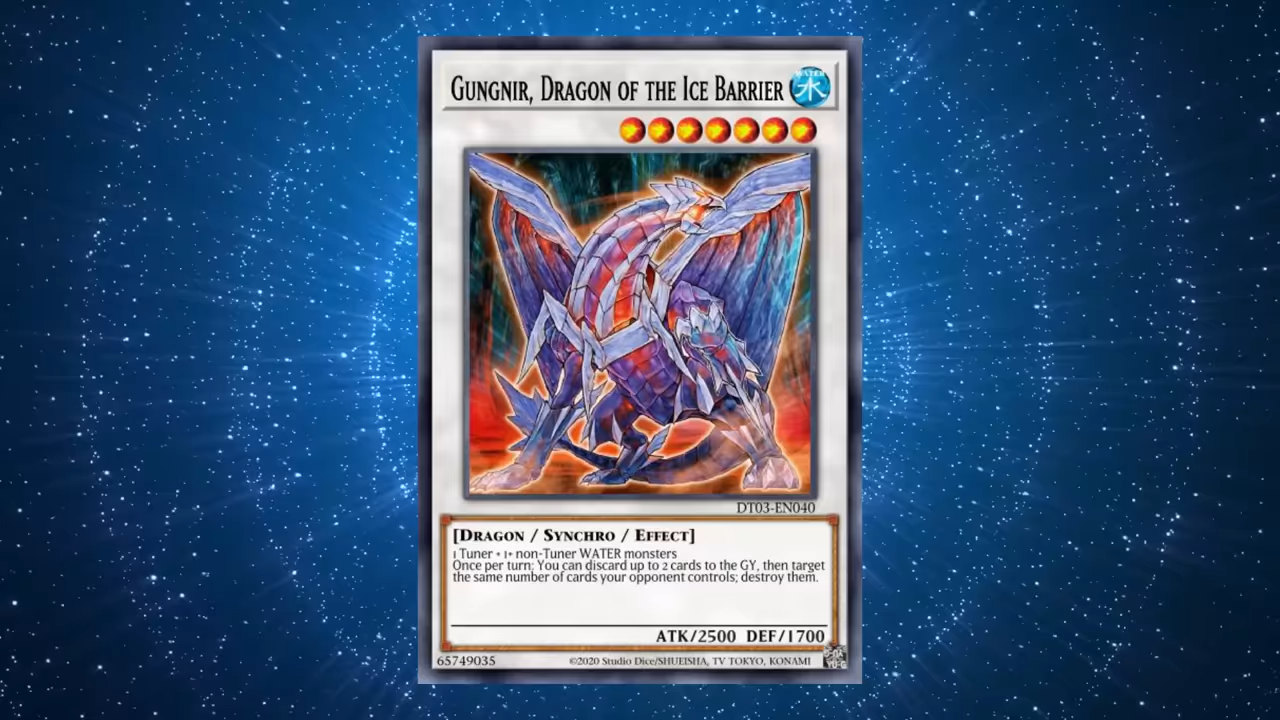 GUNGNIR, DRAGON OF THE ICE BARRIER
WATER
水
DT03-EN040
[DRAGON / SYNCHRO / EFFECT]
1 Tuner + 1+ non-Tuner WATER monsters
Once per turn: You can discard up to 2 cards to the GY, then target
the same number of cards your opponent controls; destroy them.
ATK/2500 DEF/1700
65749035
©2020 Studio Dice/SHUEISHA, TV TOKYO, KONAMI